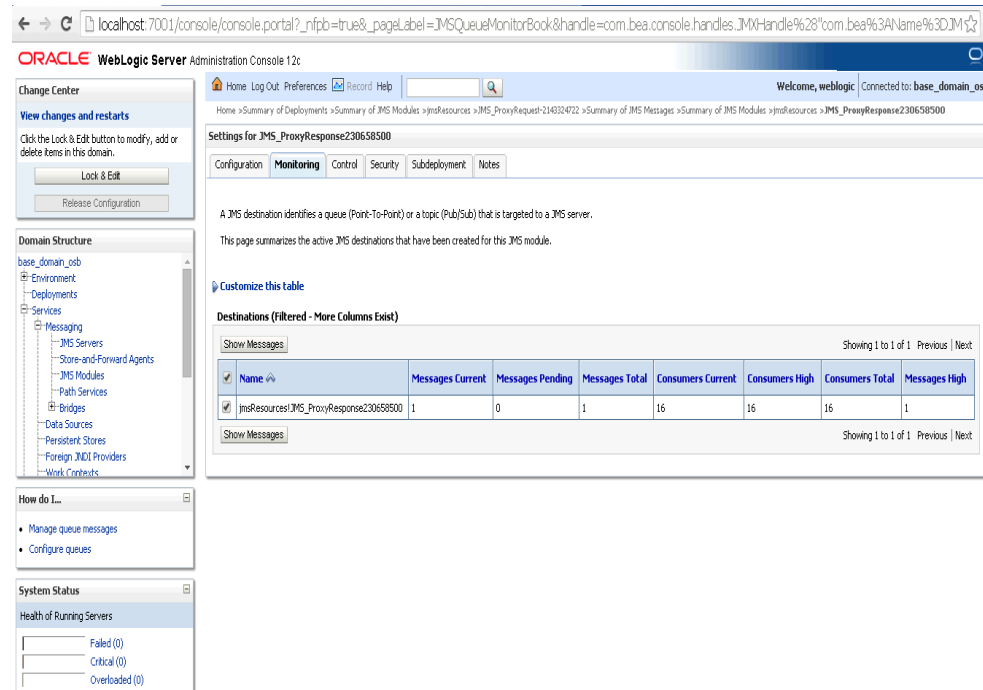 localhost:7001/console/console.portal?_nfpb=true&_pageLabel=JMSQueueMonitorBook&handle=com.bea.console.handles.JMXHandle%28"com.bea%3AName%3DJM
ORACLE WebLogic Server Administration Console 12c
Change Center
View changes and restarts
Click the Lock & Edit button to modify, add or
delete items in this domain.
Lock & Edit
Release Configuration
Domain Structure
base_domain_osb
Environment
Deployments
Services
Messaging
JMS Servers
Store-and-Forward Agents
JMS Modules
Path Services
Bridges
Data Sources
Persistent Stores
Foreign JNDI Providers
Work Contexts
How do I...
Manage queue messages
Configure queues
System Status
Health of Running Servers
Failed (0)
Critical (0)
Overloaded (0)
Home Log Out Preferences Record Help
Welcome, weblogic Connected to: base_domain_os
Home >Summary of Deployments >Summary of JMS Modules >jmsResources >JMS_ProxyRequest-2143324722 >Summary of JMS Messages >Summary of JMS Modules >jmsResources >JMS_ProxyResponse230658500
Settings for JMS_ProxyResponse230658500
Configuration Monitoring Control Security Subdeployment Notes
A JMS destination identifies a queue (Point-To-Point) or a topic (Pub/Sub) that is targeted to a JMS server.
This page summarizes the active JMS destinations that have been created for this JMS module.
Customize this table
Destinations (Filtered - More Columns Exist)
Show Messages Showing 1 to 1 of 1 Previous | Next
Name Messages Current Messages Pending Messages Total Consumers Current Consumers High Consumers Total Messages High
jmsResources!JMS_ProxyResponse230658500 1 0 1 16 16 16 1
Show Messages Showing 1 to 1 of 1 Previous | Next